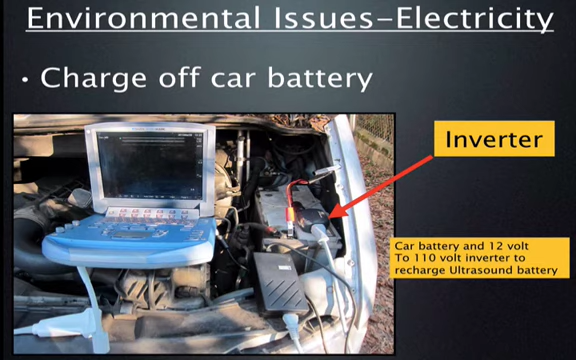 Environmental Issues–Electricity
• Charge off car battery
Inverter
Car battery and 12 volt
To 110 volt inverter to
recharge Ultrasound battery